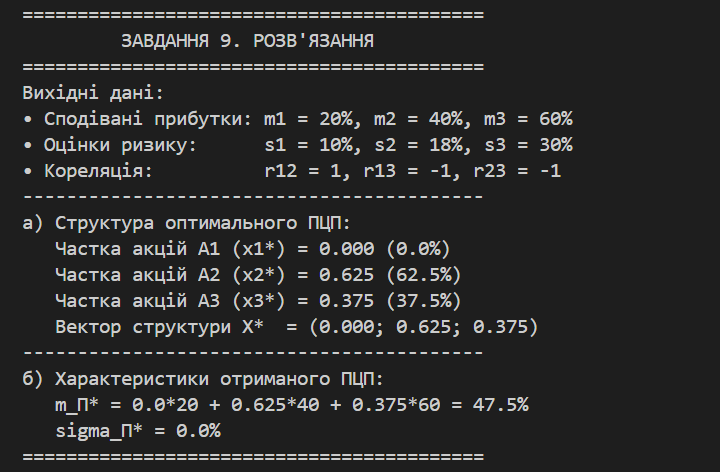 ==========================================
ЗАВДАННЯ 9. РОЗВ'ЯЗАННЯ
==========================================
Вихідні дані:
• Сподівані прибутки: m1 = 20%, m2 = 40%, m3 = 60%
• Оцінки ризику: s1 = 10%, s2 = 18%, s3 = 30%
• Кореляція: r12 = 1, r13 = -1, r23 = -1
------------------------------------------
а) Структура оптимального ПЦП:
Частка акцій А1 (x1*) = 0.000 (0.0%)
Частка акцій А2 (x2*) = 0.625 (62.5%)
Частка акцій А3 (x3*) = 0.375 (37.5%)
Вектор структури X* = (0.000; 0.625; 0.375)
------------------------------------------
б) Характеристики отриманого ПЦП:
m_П* = 0.0*20 + 0.625*40 + 0.375*60 = 47.5%
sigma_П* = 0.0%
==========================================